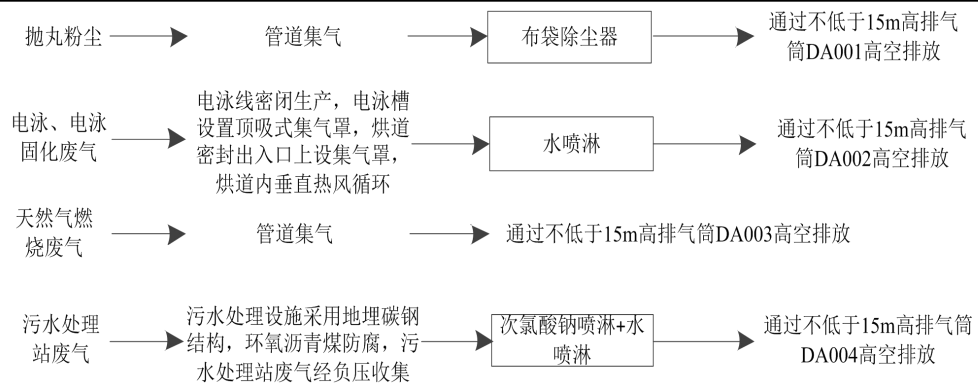 抛丸粉尘
管道集气
布袋除尘器
通过不低于15m高排气
筒DA001高空排放
电泳、电泳
固化废气
电泳线密闭生产，电泳槽
设置顶吸式集气罩，烘道
密封出入口上设集气罩，
烘道内垂直热风循环
水喷淋
通过不低于15m高排气
筒DA002高空排放
天然气燃
烧废气
管道集气
通过不低于15m高排气筒DA003高空排放
污水处理
站废气
污水处理设施采用地埋碳钢
结构，环氧沥青煤防腐，污
水处理站废气经负压收集
次氯酸钠喷淋+水
喷淋
通过不低于15m高排气筒
DA004高空排放